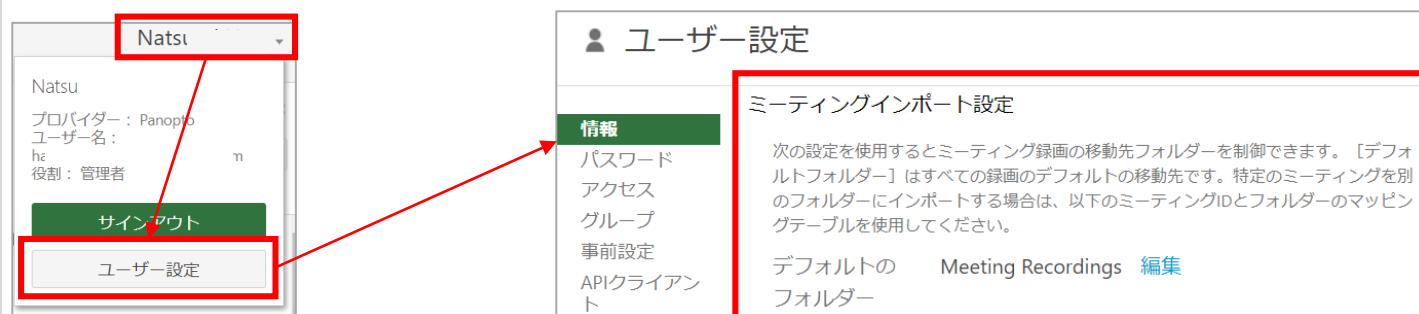 Natsu
Natsu
プロバイダー： Panopto
ユーザー名：
役割： 管理者
サインアウト
ユーザー設定
ユーザー設定
情報
パスワード
アクセス
グループ
事前設定
APIクライアン
ト
ミーティングインポート設定
次の設定を使用するとミーティング録画の移動先フォルダーを制御できます。［デフォ
ルトフォルダー］はすべての録画のデフォルトの移動先です。特定のミーティングを別
のフォルダーにインポートする場合は、以下のミーティングIDとフォルダーのマッピン
グテーブルを使用してください。
デフォルトの Meeting Recordings 編集
フォルダー